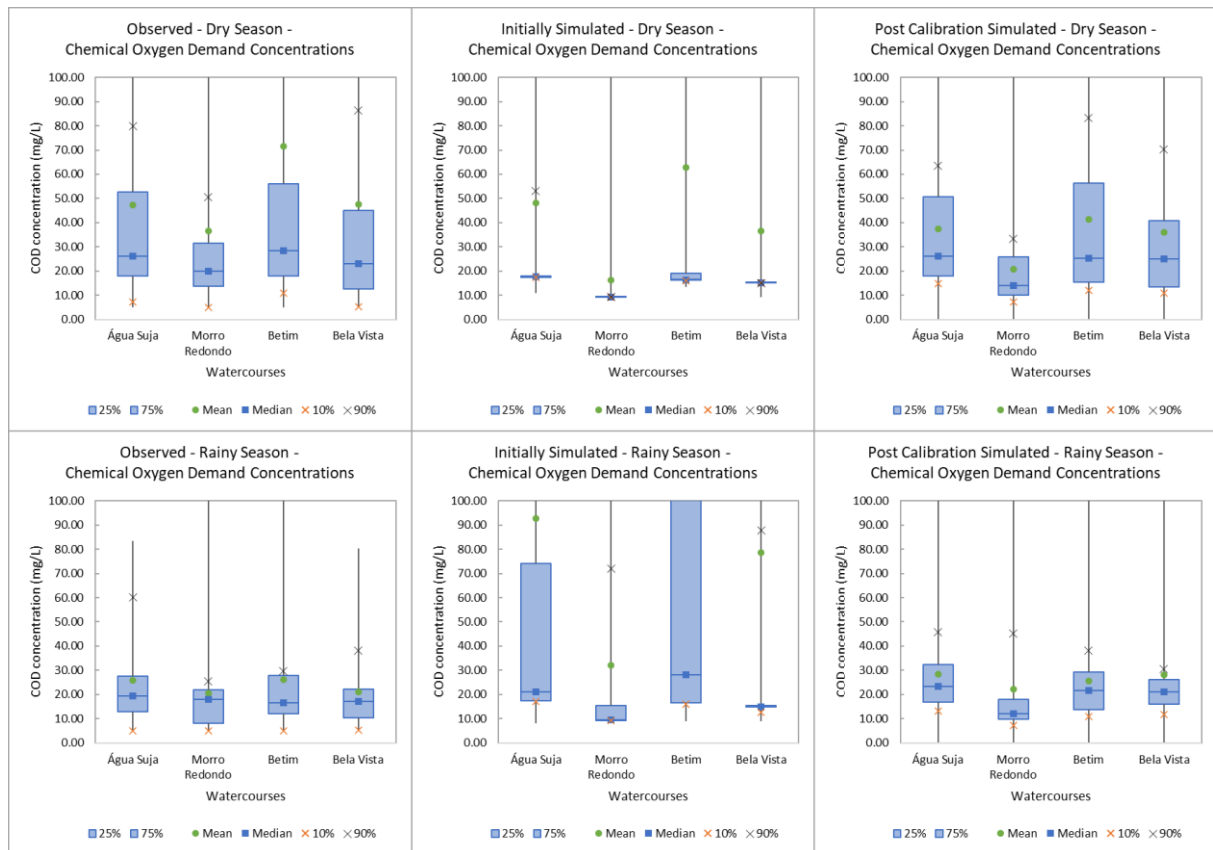 Observed - Dry Season -
Chemical Oxygen Demand Concentrations
100.00
90.00
80.00
70.00
60.00
50.00
40.00
30.00
20.00
10.00
0.00
COD concentration (mg/L)
Água Suja
Morro
Redondo
Betim
Bela Vista
Watercourses
25% 75% Mean Median 10% 90%
Initially Simulated - Dry Season -
Chemical Oxygen Demand Concentrations
100.00
90.00
80.00
70.00
60.00
50.00
40.00
30.00
20.00
10.00
0.00
COD concentration (mg/L)
Água Suja
Morro
Redondo
Betim
Bela Vista
Watercourses
25% 75% Mean Median 10% 90%
Post Calibration Simulated - Dry Season -
Chemical Oxygen Demand Concentrations
100.00
90.00
80.00
70.00
60.00
50.00
40.00
30.00
20.00
10.00
0.00
COD concentration (mg/L)
Água Suja
Morro
Redondo
Betim
Bela Vista
Watercourses
25% 75% Mean Median 10% 90%
Observed - Rainy Season -
Chemical Oxygen Demand Concentrations
100.00
90.00
80.00
70.00
60.00
50.00
40.00
30.00
20.00
10.00
0.00
COD concentration (mg/L)
Água Suja
Morro
Redondo
Betim
Bela Vista
Watercourses
25% 75% Mean Median 10% 90%
Initially Simulated - Rainy Season -
Chemical Oxygen Demand Concentrations
100.00
90.00
80.00
70.00
60.00
50.00
40.00
30.00
20.00
10.00
0.00
COD concentration (mg/L)
Água Suja
Morro
Redondo
Betim
Bela Vista
Watercourses
25% 75% Mean Median 10% 90%
Post Calibration Simulated - Rainy Season -
Chemical Oxygen Demand Concentrations
100.00
90.00
80.00
70.00
60.00
50.00
40.00
30.00
20.00
10.00
0.00
COD concentration (mg/L)
Água Suja
Morro
Redondo
Betim
Bela Vista
Watercourses
25% 75% Mean Median 10% 90%